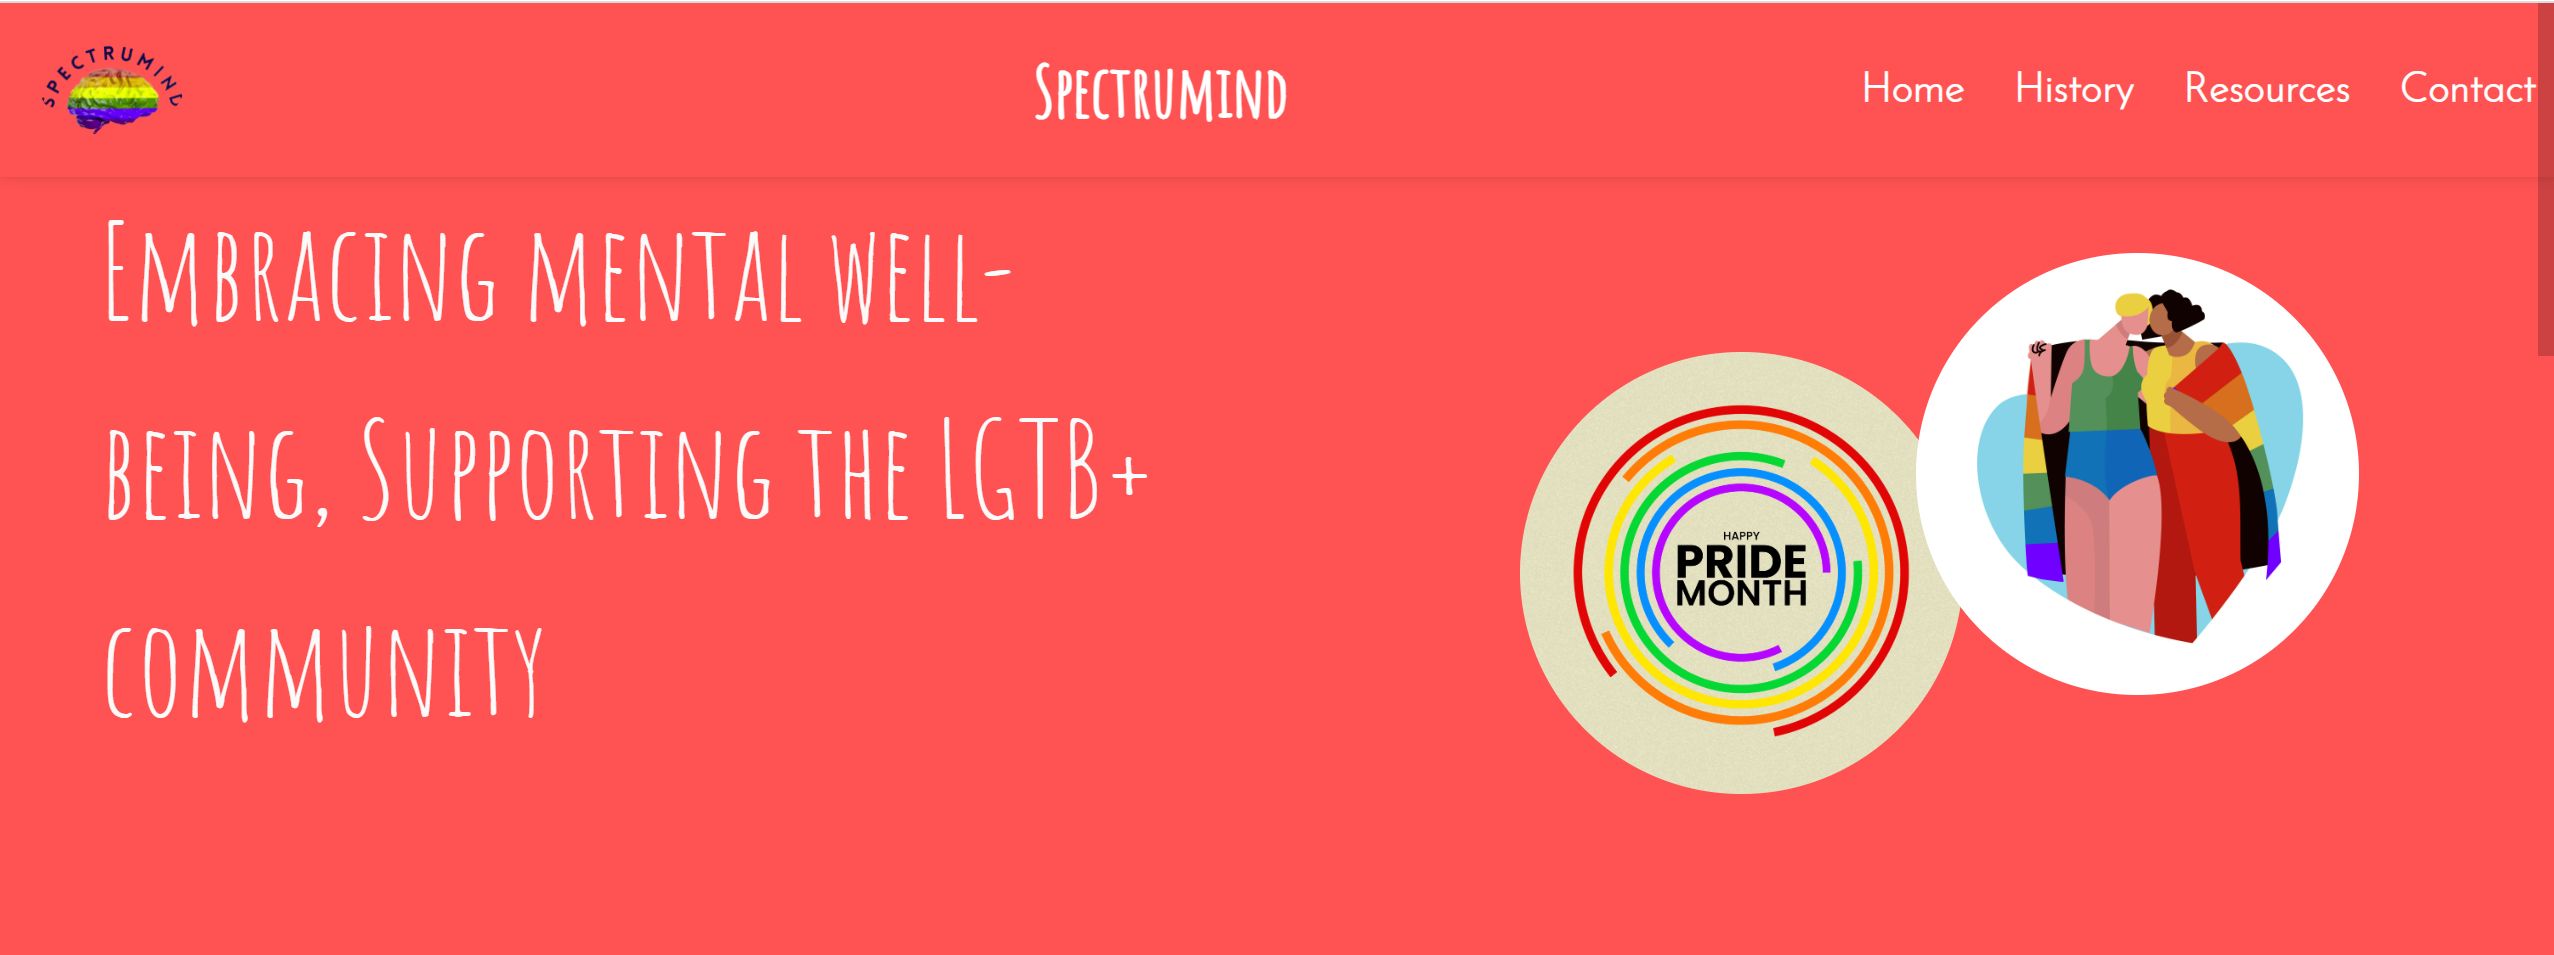 SPECTRUMIND
Spectrumind
Home History Resources Contact
Embracing mental well-
being, Supporting the LGTB+
community
HAPPY
PRIDE
MONTH